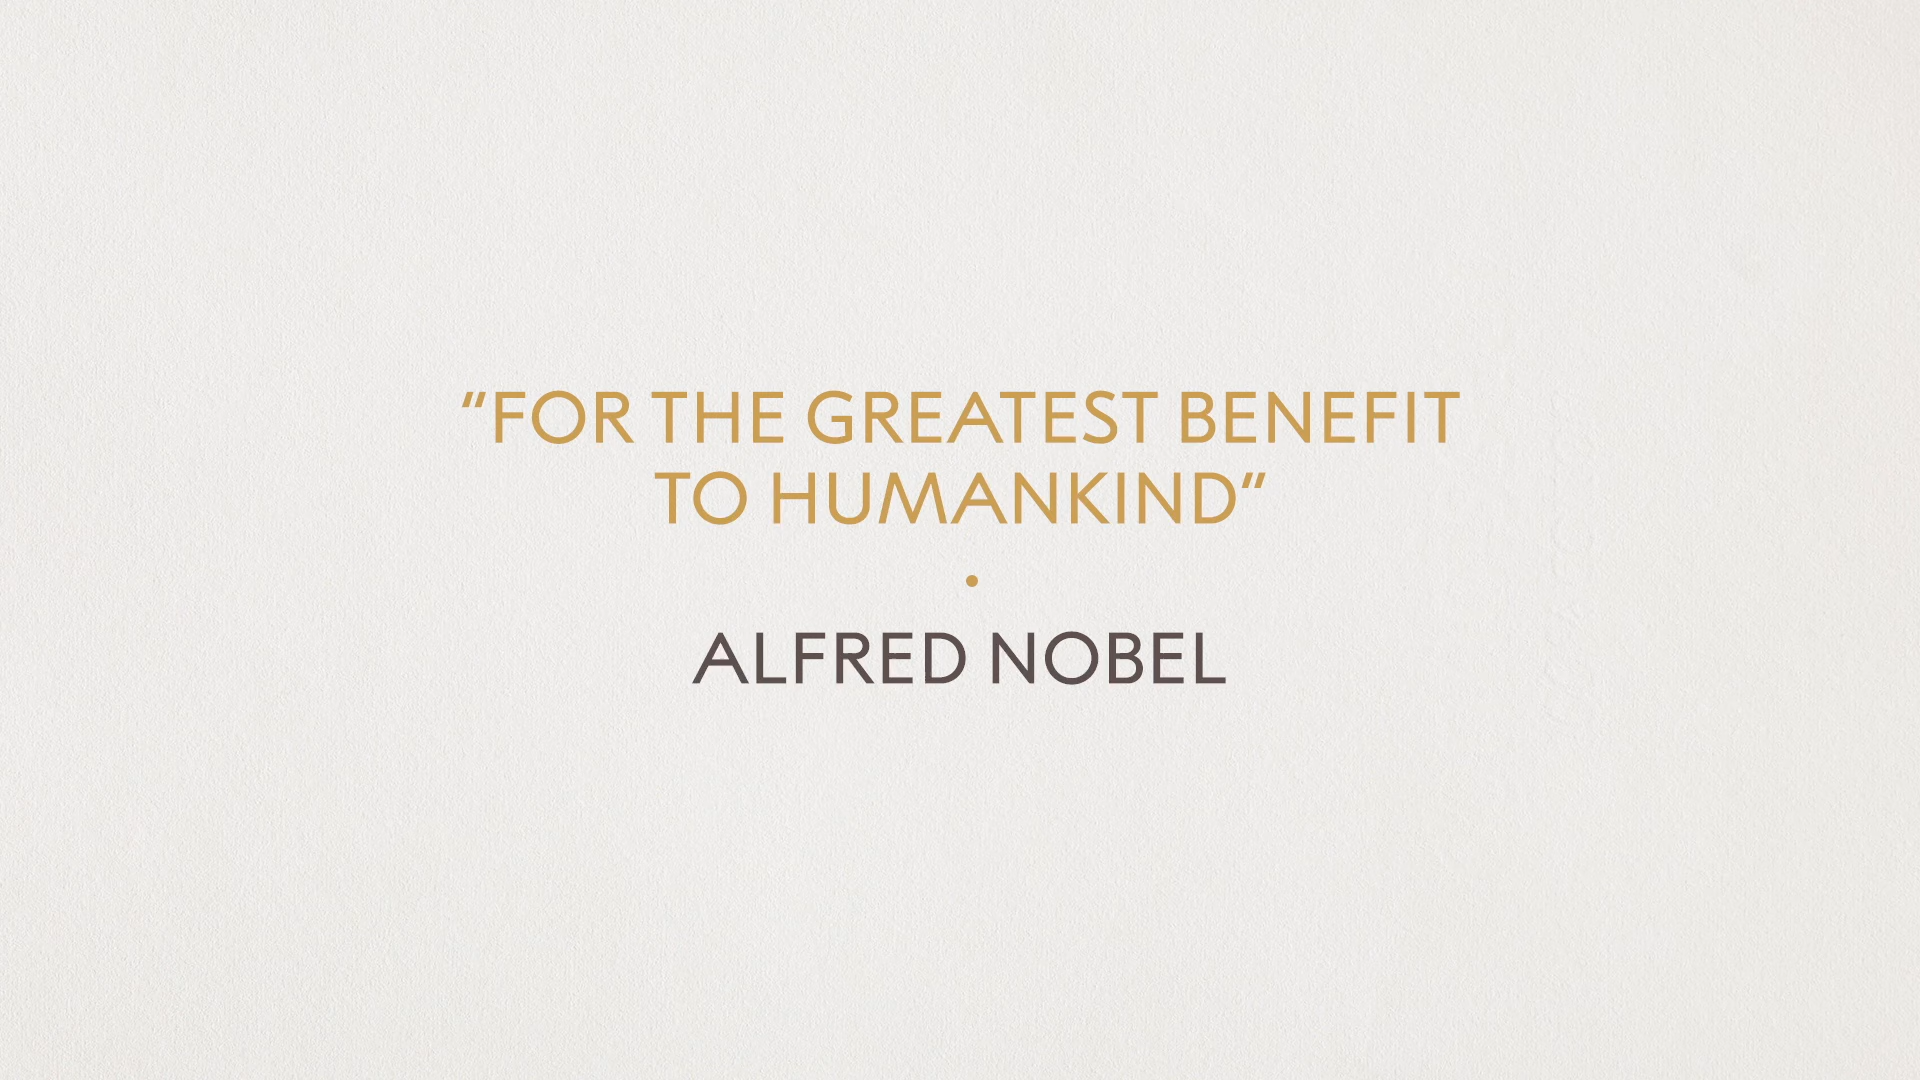 “FOR THE GREATEST BENEFIT
TO HUMANKIND”
•
ALFRED NOBEL